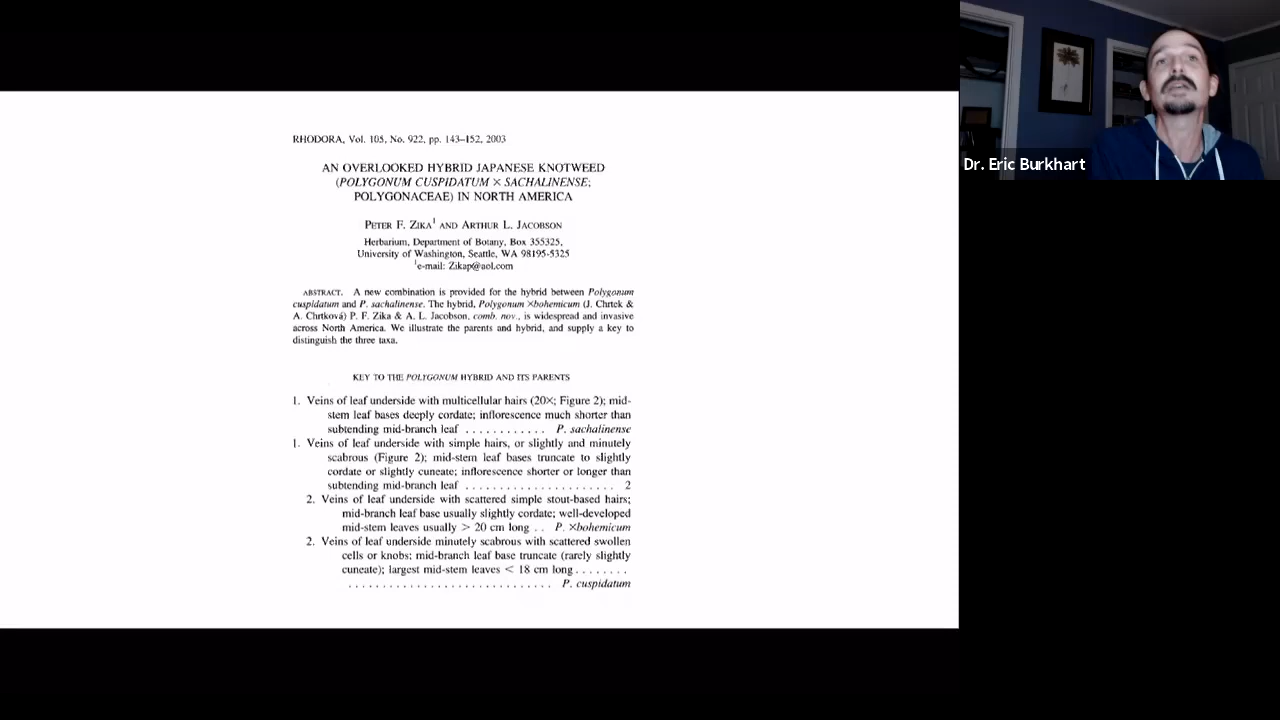 RHODORA, Vol. 105, No. 922, pp. 143–152, 2003
AN OVERLOOKED HYBRID JAPANESE KNOTWEED
(POLYGONUM CUSPIDATUM × SACHALINENSE;
POLYGONACEAE) IN NORTH AMERICA
PETER F. ZIKA¹ AND ARTHUR L. JACOBSON
Herbarium, Department of Botany, Box 355325,
University of Washington, Seattle, WA 98195-5325
¹e-mail: Zikap@aol.com
ABSTRACT. A new combination is provided for the hybrid between Polygonum
cuspidatum and P. sachalinense. The hybrid, Polygonum ×bohemicum (J. Chrtek &
A. Chrtková) P. F. Zika & A. L. Jacobson, comb. nov., is widespread and invasive
across North America. We illustrate the parents and hybrid, and supply a key to
distinguish the three taxa.
KEY TO THE POLYGONUM HYBRID AND ITS PARENTS
1. Veins of leaf underside with multicellular hairs (20×; Figure 2); mid-
stem leaf bases deeply cordate; inflorescence much shorter than
subtending mid-branch leaf . . . . . . . . . . . . P. sachalinense
1. Veins of leaf underside with simple hairs, or slightly and minutely
scabrous (Figure 2); mid-stem leaf bases truncate to slightly
cordate or slightly cuneate; inflorescence shorter or longer than
subtending mid-branch leaf . . . . . . . . . . . . . . . . . . . . . . 2
2. Veins of leaf underside with scattered simple stout-based hairs;
mid-branch leaf base usually slightly cordate; well-developed
mid-stem leaves usually > 20 cm long . . P. ×bohemicum
2. Veins of leaf underside minutely scabrous with scattered swollen
cells or knobs; mid-branch leaf base truncate (rarely slightly
cuneate); largest mid-stem leaves < 18 cm long . . . . . . . .
. . . . . . . . . . . . . . . . . . . . . . . . . . . . . P. cuspidatum
Dr. Eric Burkhart